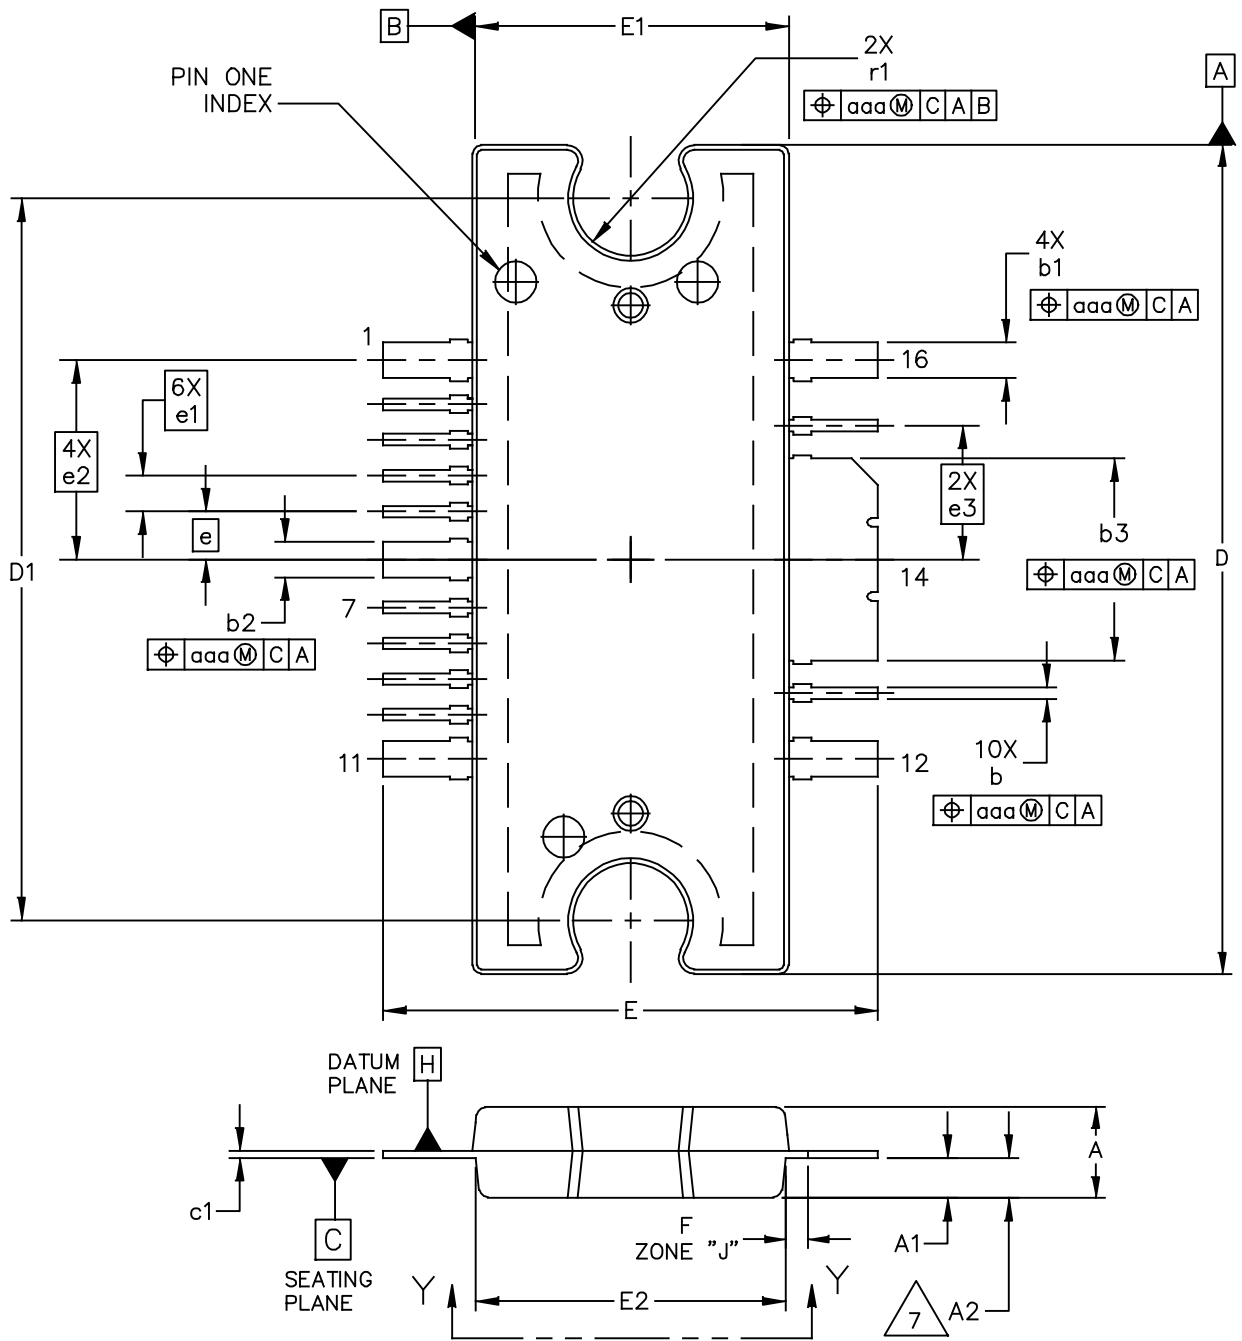 B
E1
2X
r1
⌖ aaa Ⓜ C A B
A
PIN ONE
INDEX
4X
b1
⌖ aaa Ⓜ C A
1
16
6X
e1
4X
e2
2X
e3
e
b3
⌖ aaa Ⓜ C A
D1
D
14
7
b2
⌖ aaa Ⓜ C A
11
12
10X
b
⌖ aaa Ⓜ C A
E
DATUM
PLANE
H
A
c1
C
F
ZONE "J"
A1
SEATING
PLANE
Y
Y
E2
7
A2